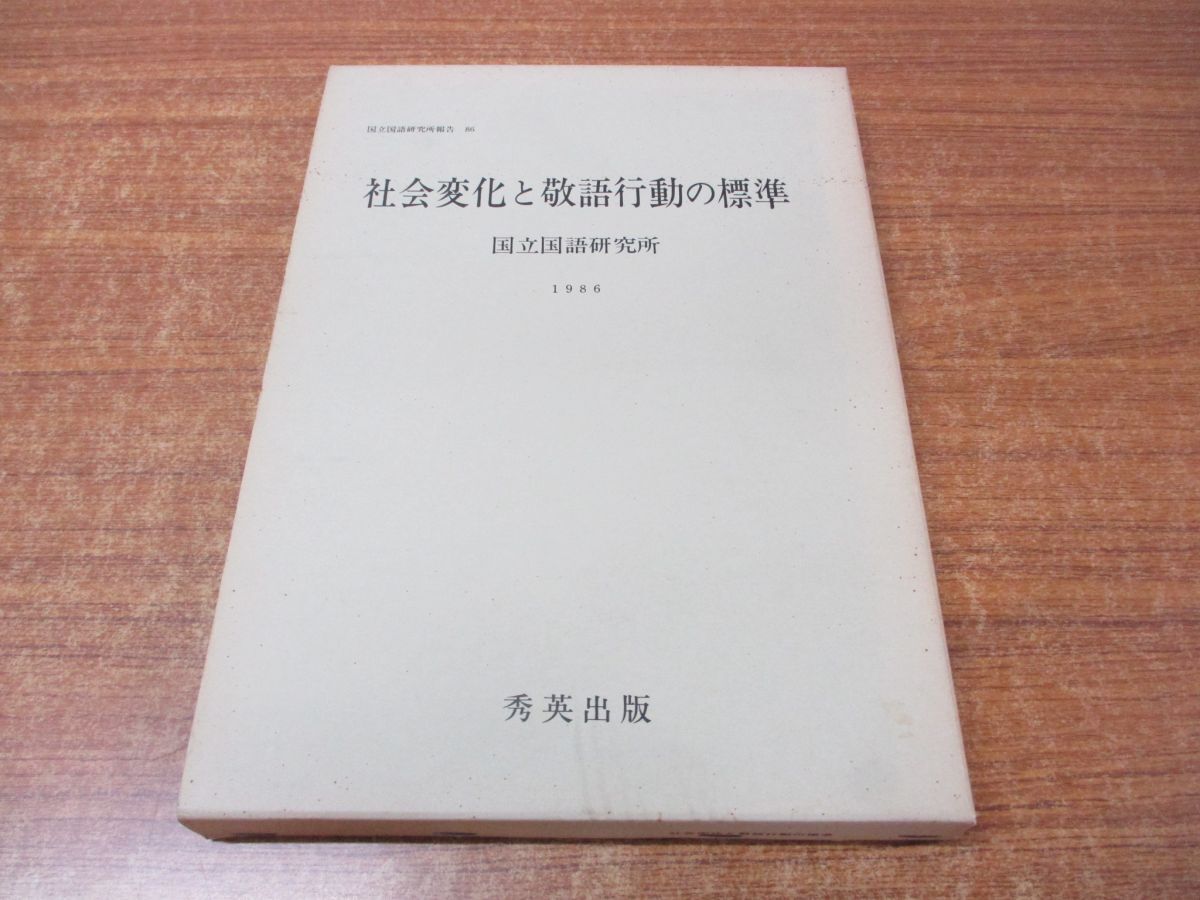 国立国語研究所報告 86
社会変化と敬語行動の標準
国立国語研究所
1986
秀英出版